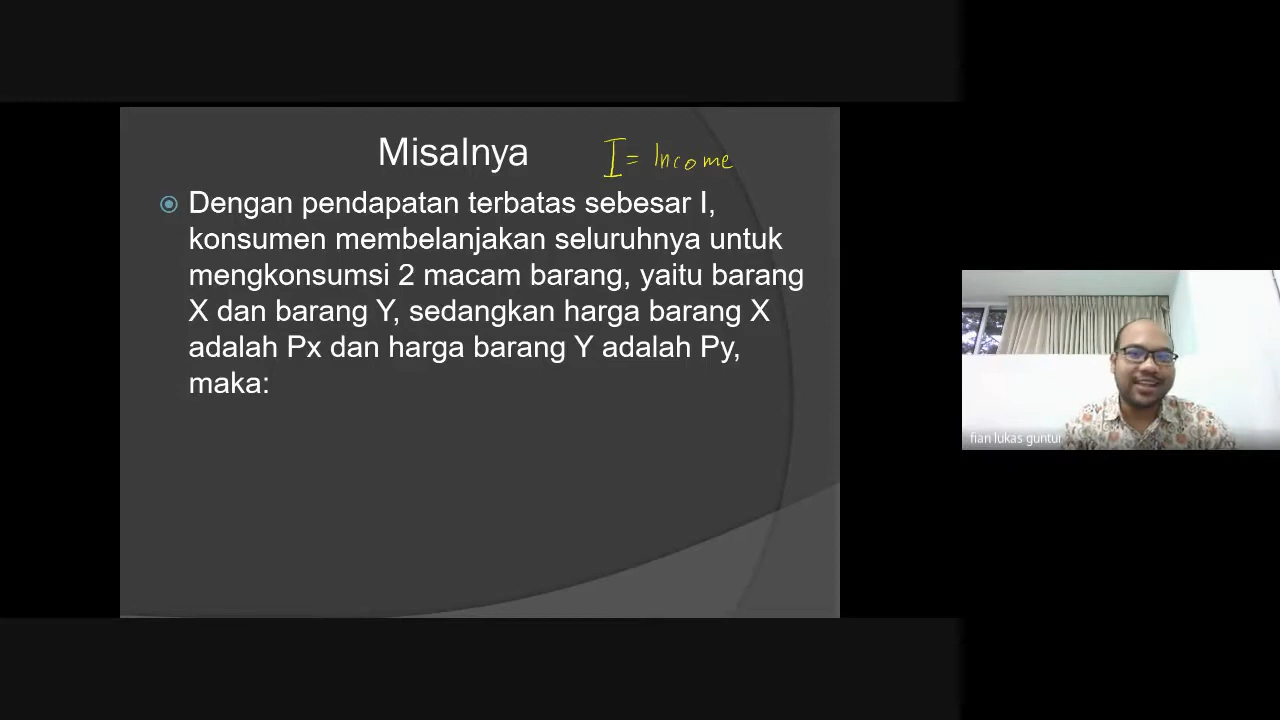 Misalnya I = Income
Dengan pendapatan terbatas sebesar I,
konsumen membelanjakan seluruhnya untuk
mengkonsumsi 2 macam barang, yaitu barang
X dan barang Y, sedangkan harga barang X
adalah Px dan harga barang Y adalah Py,
maka:
fian lukas guntur